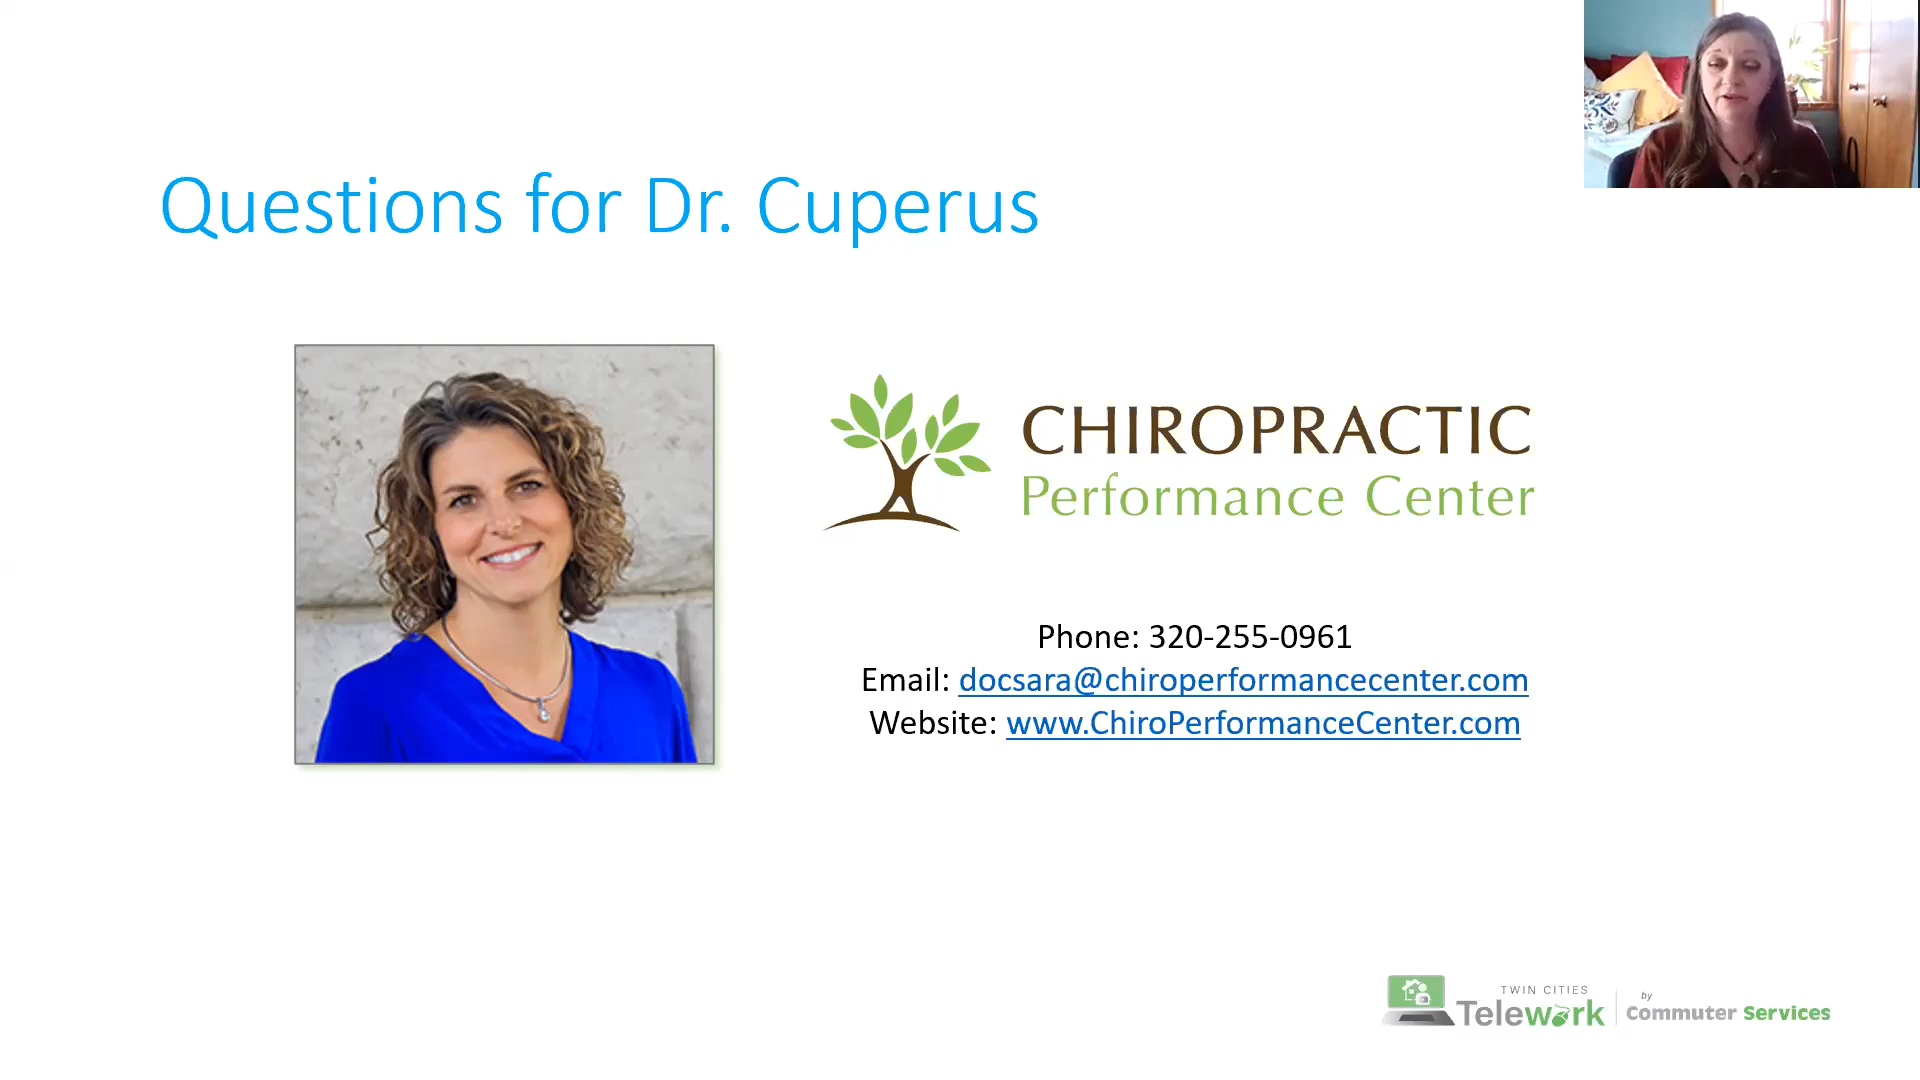 Questions for Dr. Cuperus
CHIROPRACTIC
Performance Center
Phone: 320-255-0961
Email: docsara@chiroperformancecenter.com
Website: www.ChiroPerformanceCenter.com
TWIN CITIES
Telework
by
Commuter Services